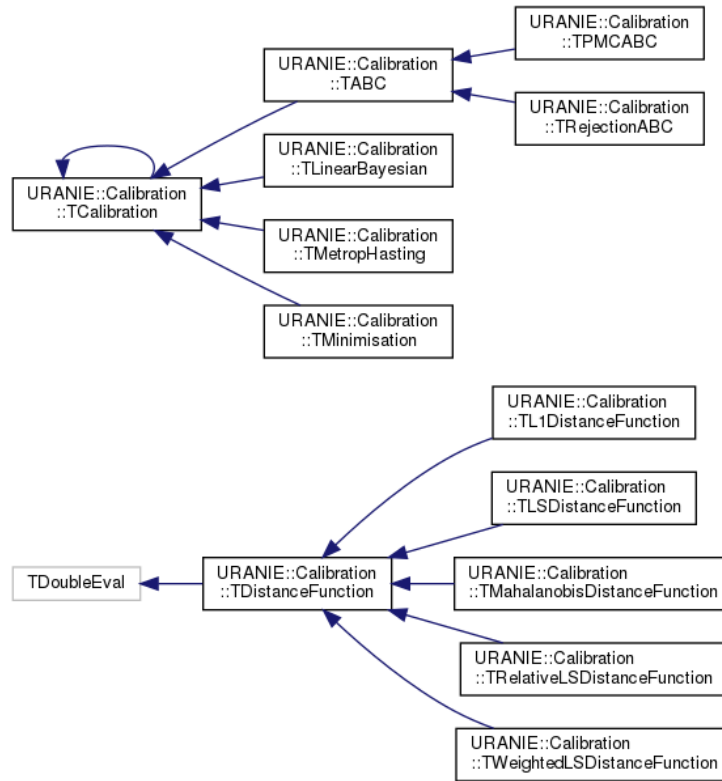 URANIE::Calibration
::TPMCABC
URANIE::Calibration
::TABC
URANIE::Calibration
::TRejectionABC
URANIE::Calibration
::TLinearBayesian
URANIE::Calibration
::TCalibration
URANIE::Calibration
::TMetropHasting
URANIE::Calibration
::TMinimisation
URANIE::Calibration
::TL1DistanceFunction
URANIE::Calibration
::TLSDistanceFunction
TDoubleEval
URANIE::Calibration
::TDistanceFunction
URANIE::Calibration
::TMahalanobisDistanceFunction
URANIE::Calibration
::TRelativeLSDistanceFunction
URANIE::Calibration
::TWeightedLSDistanceFunction